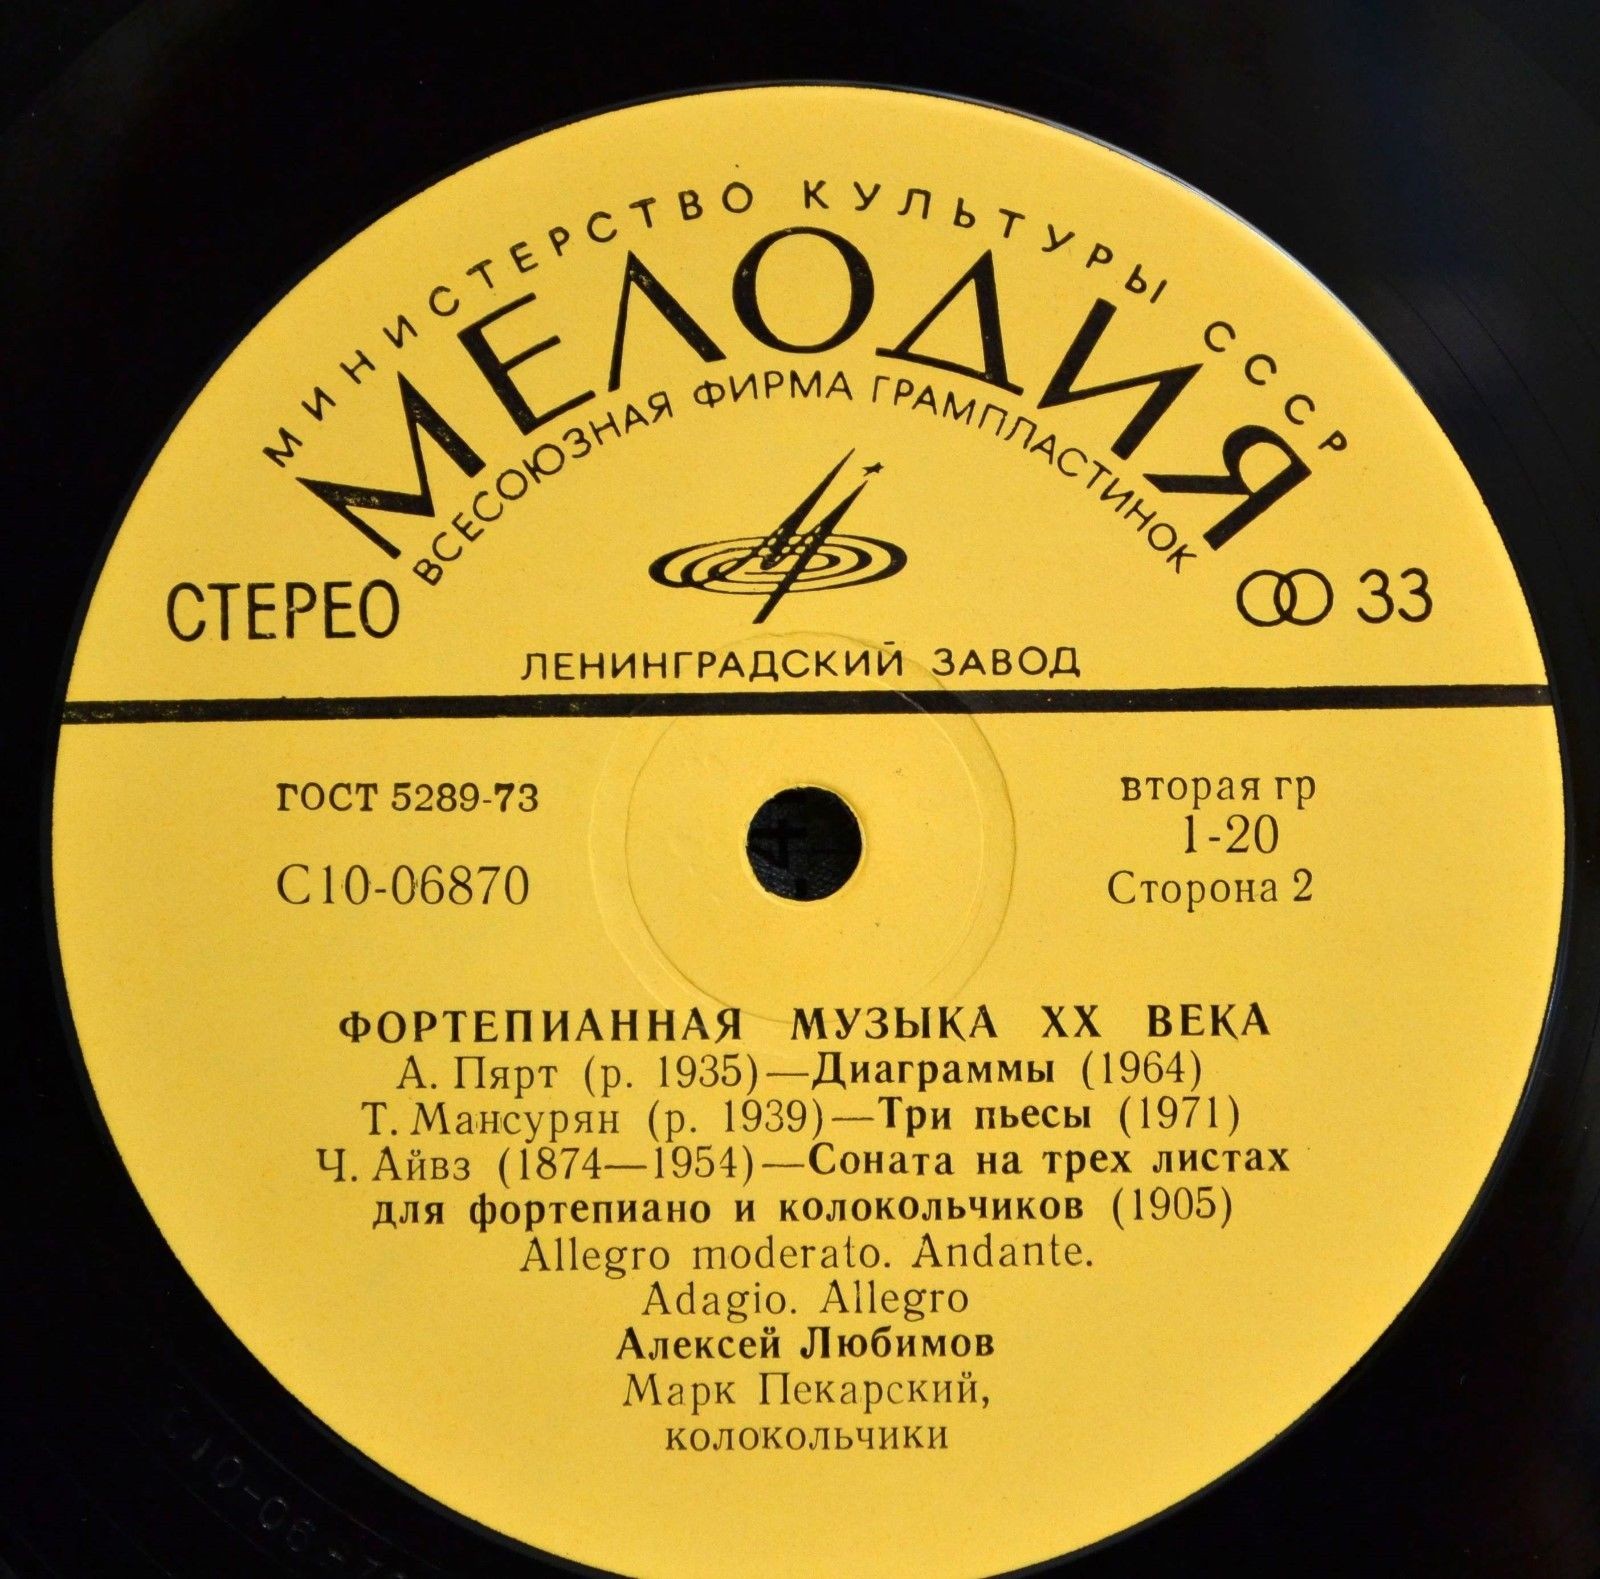 МИНИСТЕРСТВО КУЛЬТУРЫ СССР
МЕЛОДИЯ
ВСЕСОЮЗНАЯ ФИРМА ГРАМПЛАСТИНОК
СТЕРЕО
33
ЛЕНИНГРАДСКИЙ ЗАВОД
ГОСТ 5289-73
вторая гр
1-20
С10-06870
Сторона 2
ФОРТЕПИАННАЯ МУЗЫКА XX ВЕКА
А. Пярт (р. 1935)—Диаграммы (1964)
Т. Мансурян (р. 1939)—Три пьесы (1971)
Ч. Айвз (1874—1954)—Соната на трех листах
для фортепиано и колокольчиков (1905)
Allegro moderato. Andante.
Adagio. Allegro
Алексей Любимов
Марк Пекарский,
колокольчики